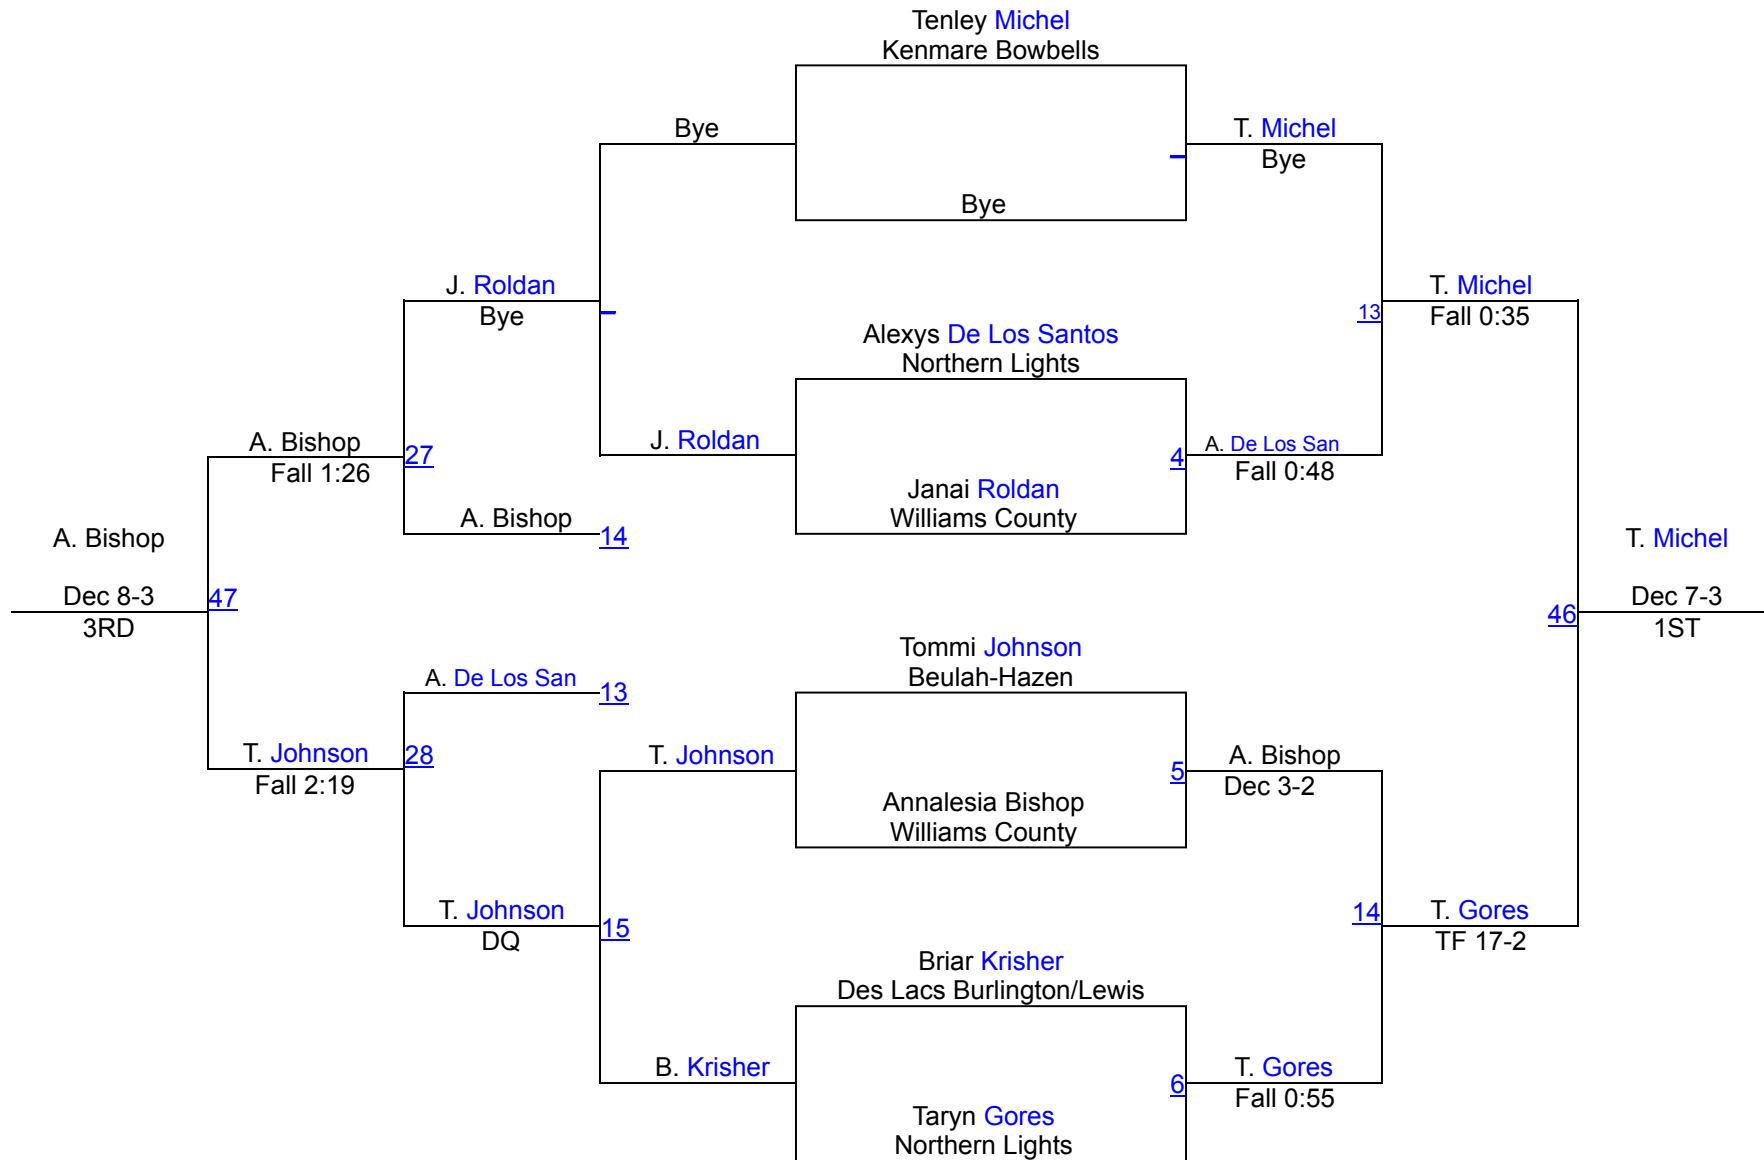 Tenley Michel
Kenmare Bowbells
Bye
T. Michel
Bye
Bye
J. Roldan
Bye
T. Michel
Fall 0:35
13
Alexys De Los Santos
Northern Lights
A. Bishop
Fall 1:26
27
J. Roldan
4
A. De Los San
Fall 0:48
Janai Roldan
Williams County
A. Bishop
14
A. Bishop
Dec 8-3
3RD
47
T. Michel
Dec 7-3
1ST
46
Tommi Johnson
Beulah-Hazen
A. De Los San
13
T. Johnson
Fall 2:19
28
T. Johnson
5
A. Bishop
Dec 3-2
Annalesia Bishop
Williams County
T. Johnson
DQ
15
14
T. Gores
TF 17-2
Briar Krisher
Des Lacs Burlington/Lewis
B. Krisher
6
T. Gores
Fall 0:55
Taryn Gores
Northern Lights